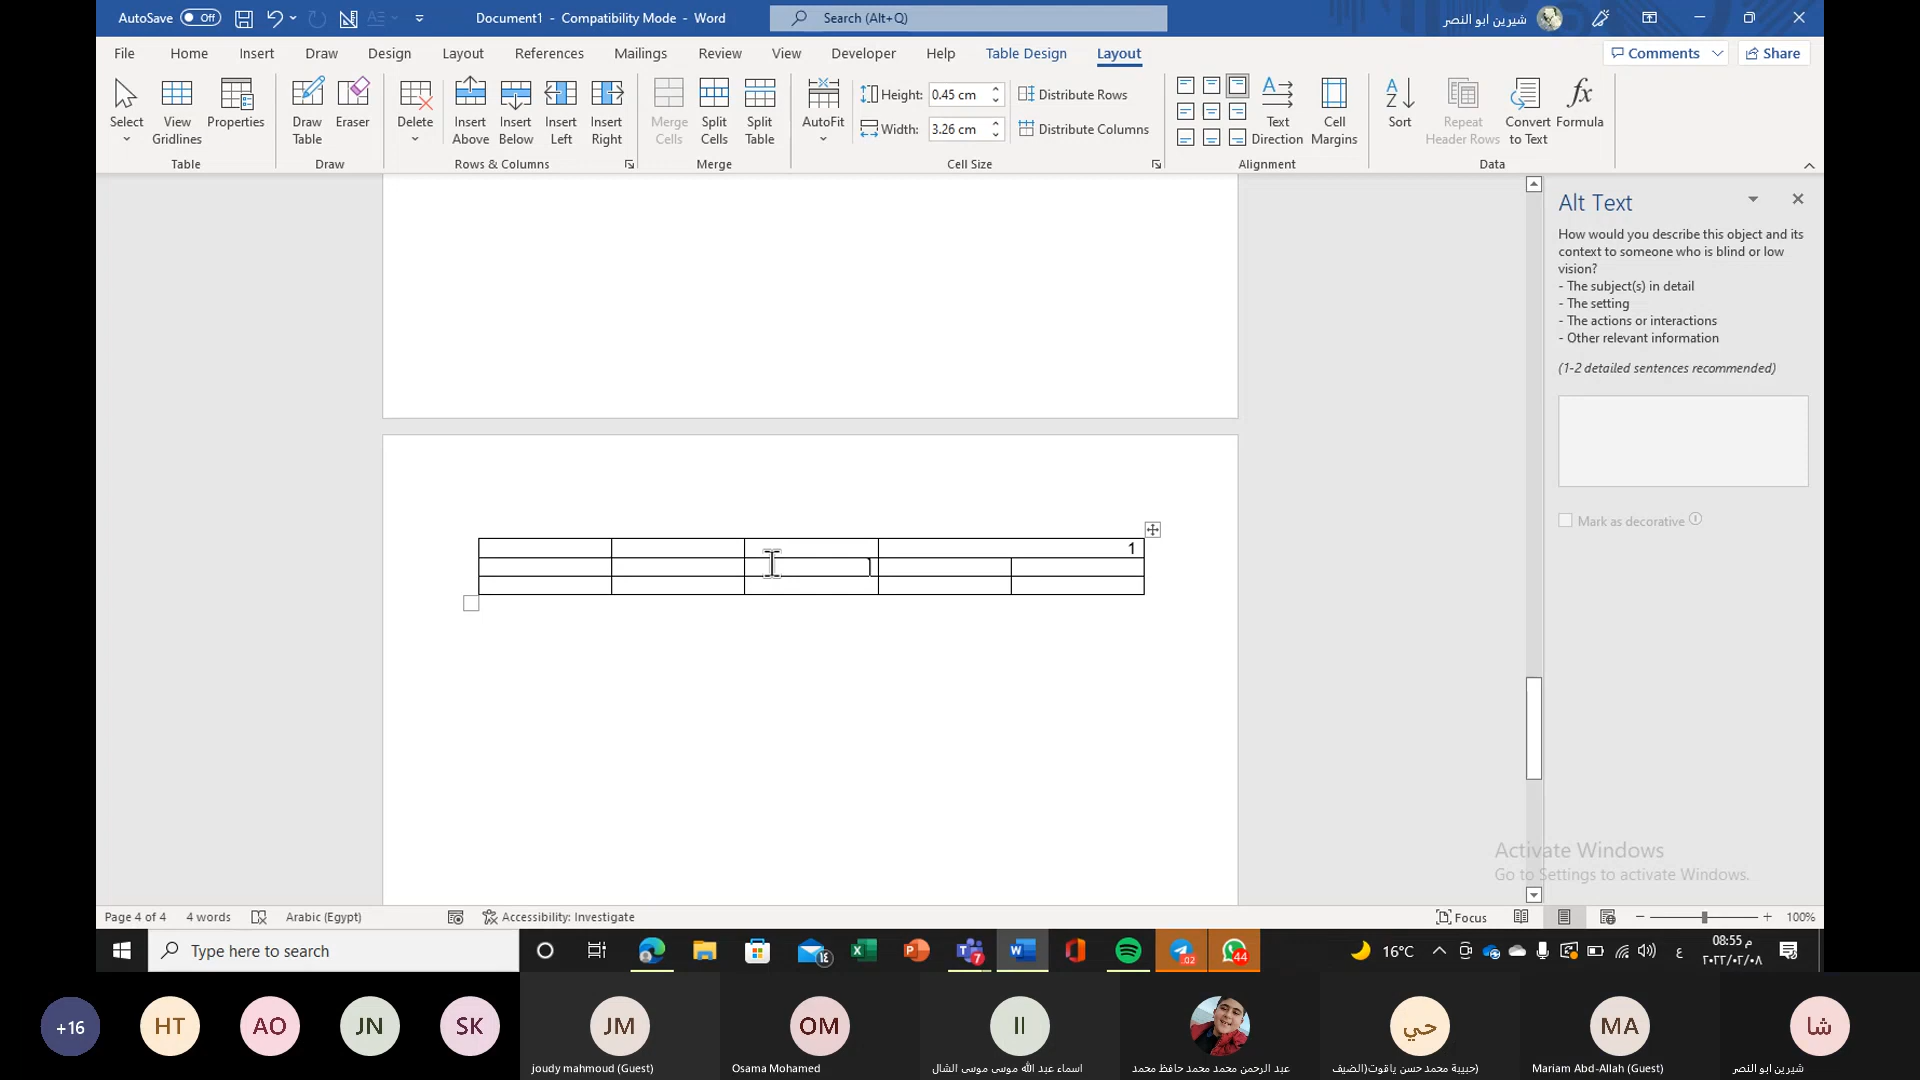 AutoSave Off Document1 - Compatibility Mode - Word Search (Alt+Q) شيرين ابو النصر
File Home Insert Draw Design Layout References Mailings Review View Developer Help Table Design Layout Comments Share
Select
View Gridlines
Properties
Table
Draw Table
Eraser
Draw
Delete
Insert Above
Insert Below
Insert Left
Insert Right
Rows & Columns
Merge Cells
Split Cells
Split Table
Merge
AutoFit
Height: 0.45 cm
Width: 3.26 cm
Distribute Rows
Distribute Columns
Cell Size
Text Direction
Cell Margins
Alignment
Sort
Repeat Header Rows
Convert to Text
Formula
Data
Alt Text
How would you describe this object and its
context to someone who is blind or low
vision?
- The subject(s) in detail
- The setting
- The actions or interactions
- Other relevant information
(1-2 detailed sentences recommended)
Mark as decorative
1
Activate Windows
Go to Settings to activate Windows.
Page 4 of 4 4 words Arabic (Egypt) Accessibility: Investigate Focus 100%
Type here to search
١٤
7
.02
44
16°C
ع
08:55 م
٢٠٢٢/٠٢/٠٨
+16 HT AO JN SK JM OM اا حي MA شا
joudy mahmoud (Guest) Osama Mohamed اسماء عبد الله موسى موسى الشال عبد الرحمن محمد محمد حافظ محمد حبيبة محمد حسن ياقوت(الضيف) Mariam Abd-Allah (Guest) شيرين ابو النصر